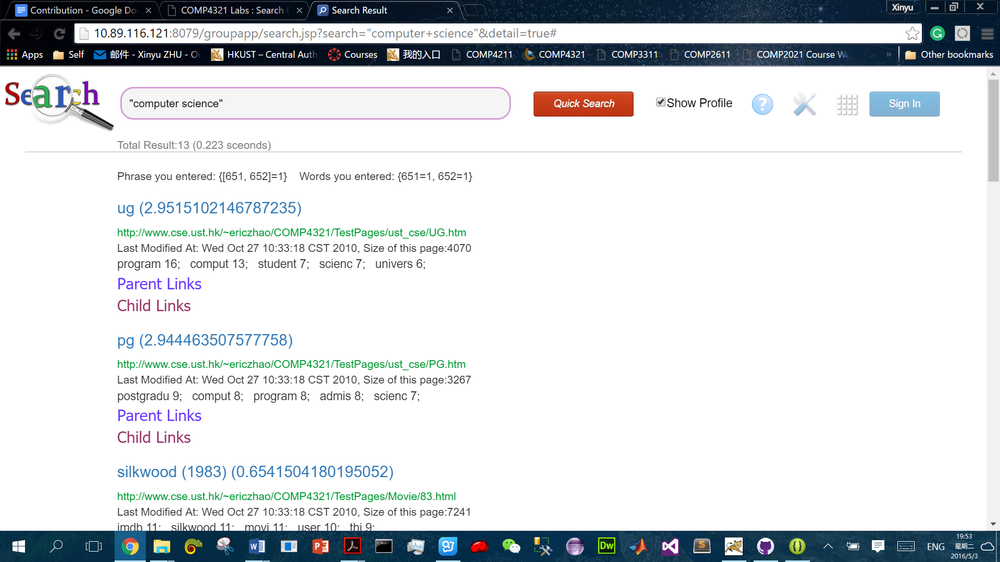 Contribution - Google Do
COMP4321 Labs : Search
Search Result
Xinyu
10.89.116.121:8079/groupapp/search.jsp?search="computer+science"&detail=true#
Apps
Self
邮件 - Xinyu ZHU - Ou
HKUST – Central Auth
Courses
我的入口
COMP4211
COMP4321
COMP3311
COMP2611
COMP2021 Course W
»
Other bookmarks
Search
"computer science"
Quick Search
Show Profile
?
Sign In
Total Result:13 (0.223 sceonds)
Phrase you entered: {[651, 652]=1} Words you entered: {651=1, 652=1}
ug (2.9515102146787235)
http://www.cse.ust.hk/~ericzhao/COMP4321/TestPages/ust_cse/UG.htm
Last Modified At: Wed Oct 27 10:33:18 CST 2010, Size of this page:4070
program 16; comput 13; student 7; scienc 7; univers 6;
Parent Links
Child Links
pg (2.944463507577758)
http://www.cse.ust.hk/~ericzhao/COMP4321/TestPages/ust_cse/PG.htm
Last Modified At: Wed Oct 27 10:33:18 CST 2010, Size of this page:3267
postgradu 9; comput 8; program 8; admis 8; scienc 7;
Parent Links
Child Links
silkwood (1983) (0.6541504180195052)
http://www.cse.ust.hk/~ericzhao/COMP4321/TestPages/Movie/83.html
Last Modified At: Wed Oct 27 10:33:18 CST 2010, Size of this page:7241
imdb 11; silkwood 11; movi 11; user 10; thi 9;
Dw
ENG
19:53
星期二
2016/5/3